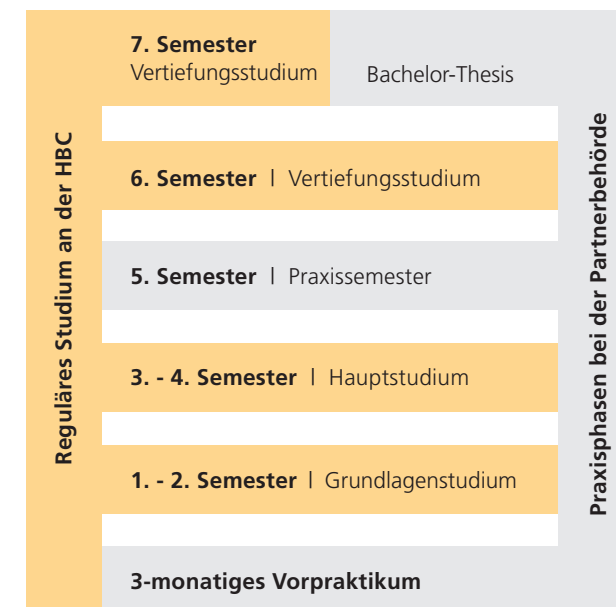 7. Semester
Vertiefungsstudium
Bachelor-Thesis
6. Semester | Vertiefungsstudium
5. Semester | Praxissemester
3. - 4. Semester | Hauptstudium
1. - 2. Semester | Grundlagenstudium
3-monatiges Vorpraktikum
Reguläres Studium an der HBC
Praxisphasen bei der Partnerbehörde